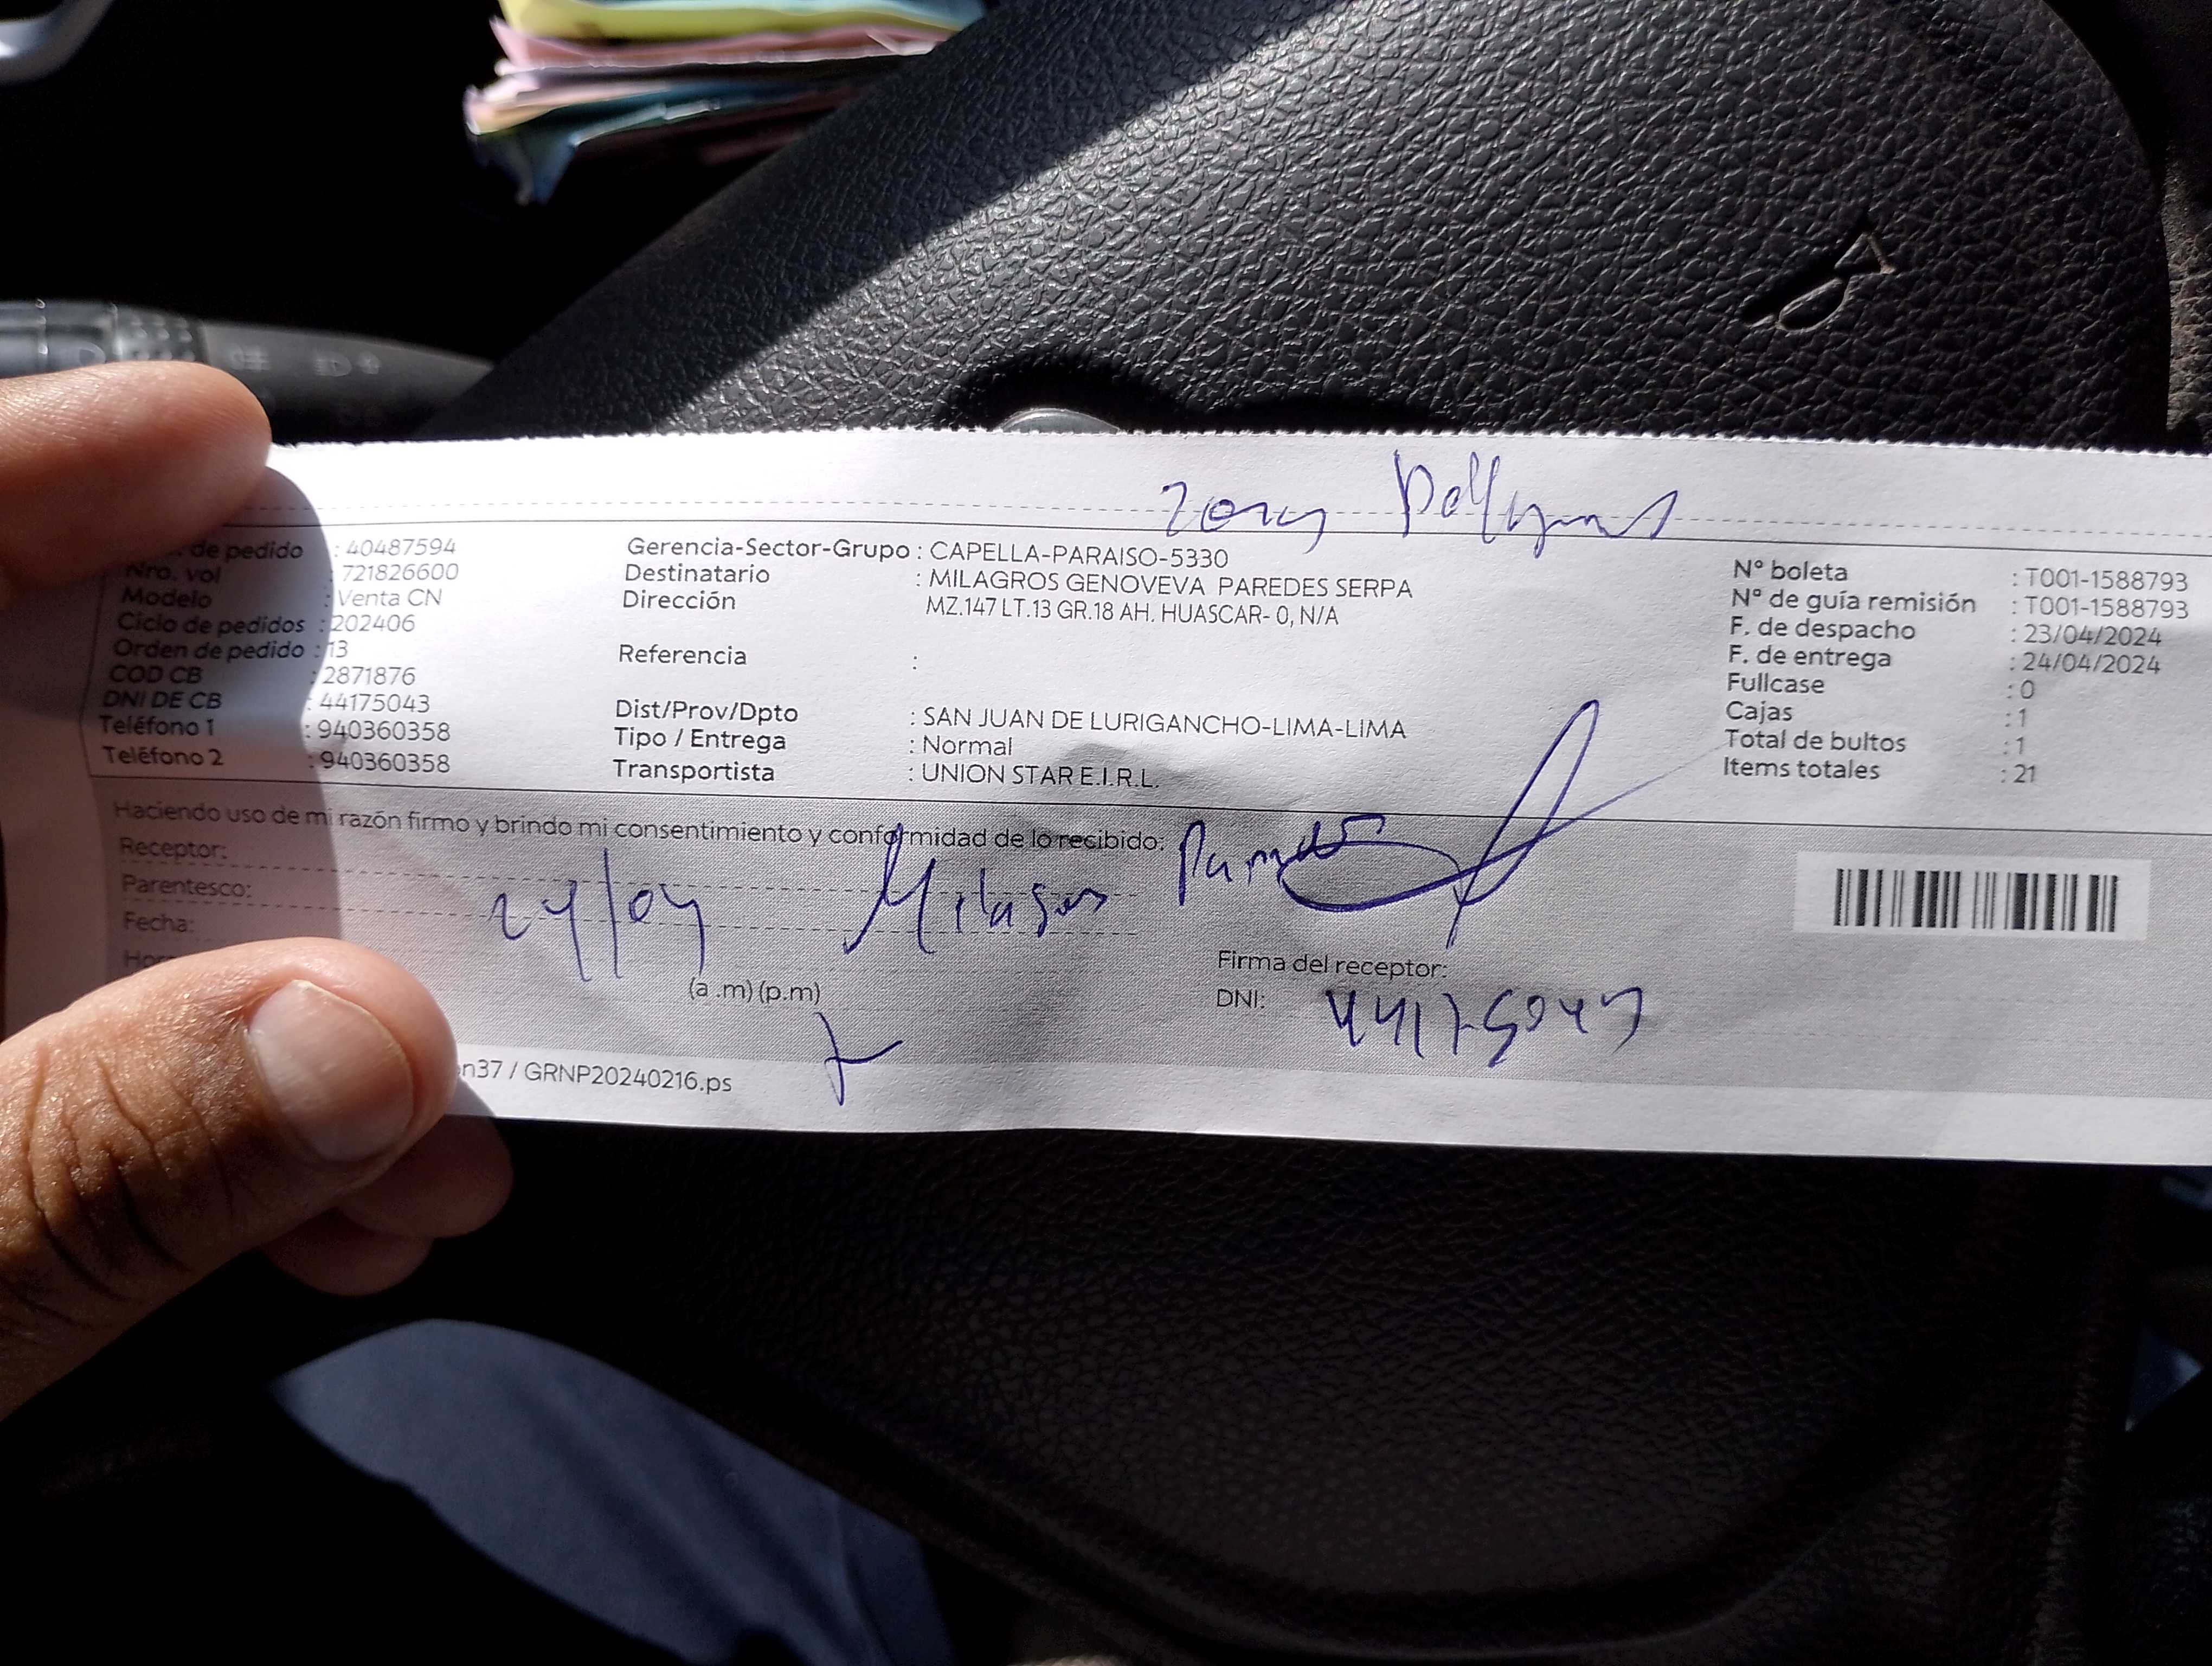 de pedido : 40487594
Nro. vol : 721826600
Modelo : Venta CN
Ciclo de pedidos : 202406
Orden de pedido : 13
COD CB : 2871876
DNI DE CB : 44175043
Teléfono 1 : 940360358
Teléfono 2 : 940360358
Gerencia-Sector-Grupo : CAPELLA-PARAISO-5330
Destinatario : MILAGROS GENOVEVA PAREDES SERPA
Dirección MZ.147 LT.13 GR.18 AH. HUASCAR- 0, N/A
Referencia :
Dist/Prov/Dpto : SAN JUAN DE LURIGANCHO-LIMA-LIMA
Tipo / Entrega : Normal
Transportista : UNION STAR E.I.R.L.
N° boleta : T001-1588793
N° de guía remisión : T001-1588793
F. de despacho : 23/04/2024
F. de entrega : 24/04/2024
Fullcase : 0
Cajas : 1
Total de bultos : 1
Items totales : 21
Haciendo uso de mi razón firmo y brindo mi consentimiento y conformidad de lo recibido:
Receptor:
Parentesco:
Milagros
Fecha: 24/04
(a .m) (p.m)
Firma del receptor:
DNI: 44175043
n37 / GRNP20240216.ps